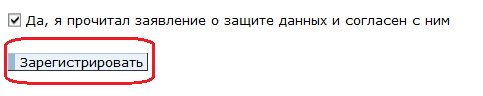 Да, я прочитал заявление о защите данных и согласен с ним
Зарегистрировать